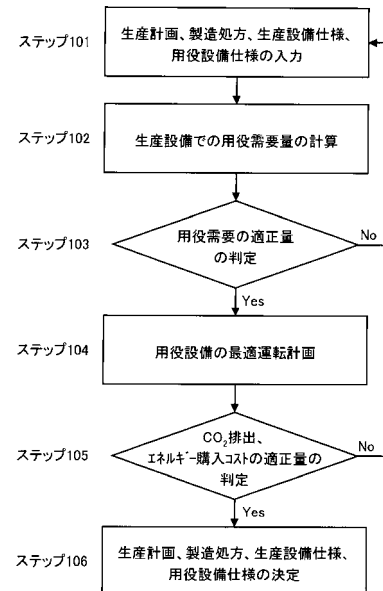 ステップ101
生産計画、製造処方、生産設備仕様、
用役設備仕様の入力
ステップ102
生産設備での用役需要量の計算
ステップ103
用役需要の適正量
の判定
No
Yes
ステップ104
用役設備の最適運転計画
ステップ105
CO₂排出、
エネルギー購入コストの適正量の
判定
No
Yes
ステップ106
生産計画、製造処方、生産設備仕様、
用役設備仕様の決定